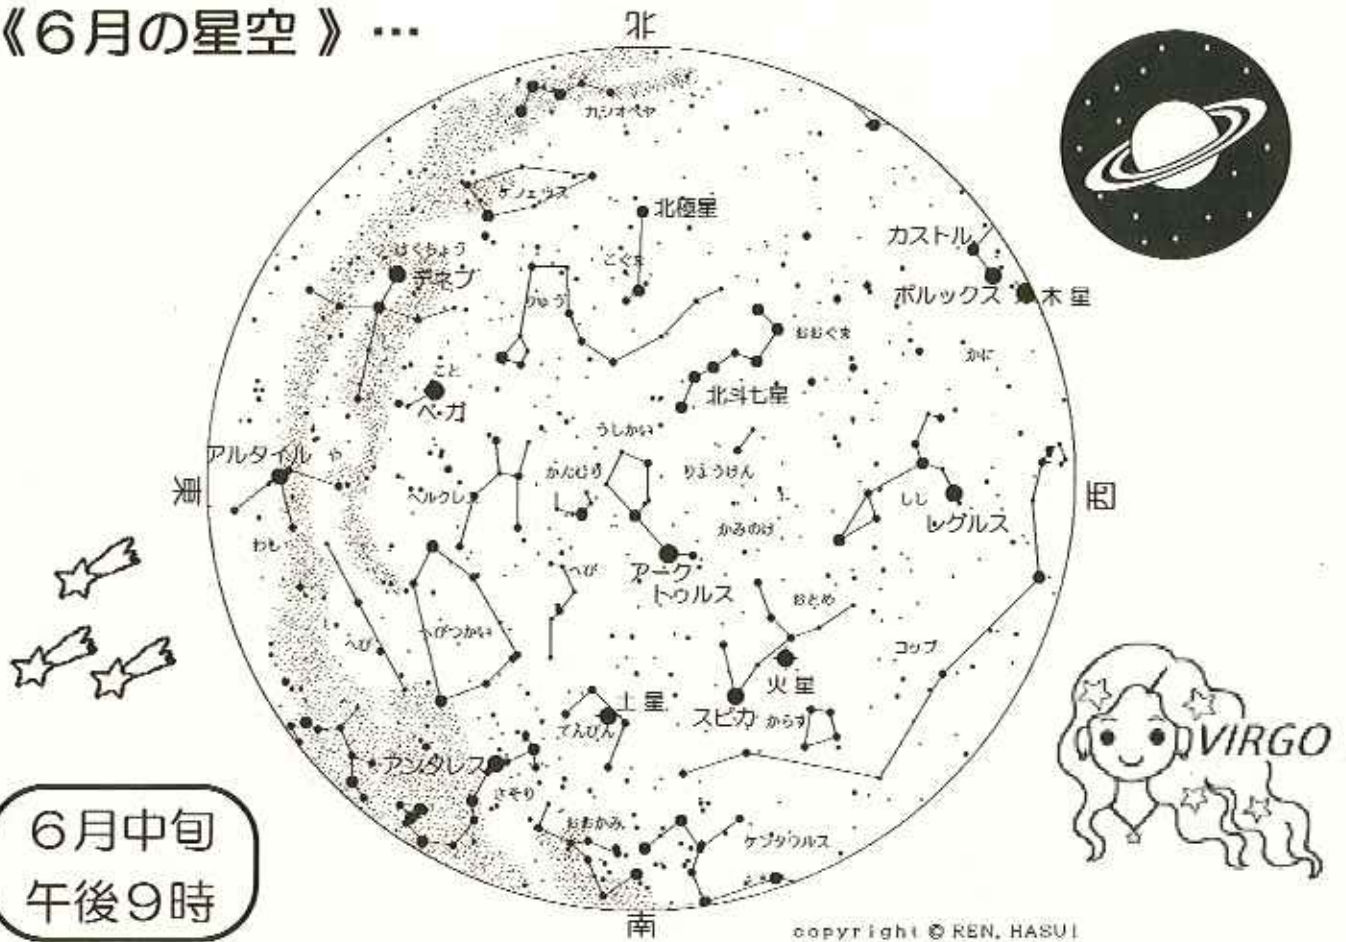 《６月の星空 》…
北
カシオペヤ
ケフェウス
北極星
カストル
はくちょう
デネブ
こぐま
ポルックス
木星
りゅう
おおぐま
かに
こと
ベガ
北斗七星
うしかい
アルタイル
や
かんむり
りょうけん
東
西
ヘルクレス
しし
レグルス
かみのけ
わし
へび
アーク
トゥルス
おとめ
へび
へびつかい
コップ
火星
土星
スピカ
からす
てんびん
VIRGO
アンタレス
さそり
おおかみ
ケンタウルス
６月中旬
午後９時
南
copyright © REN. HASUI